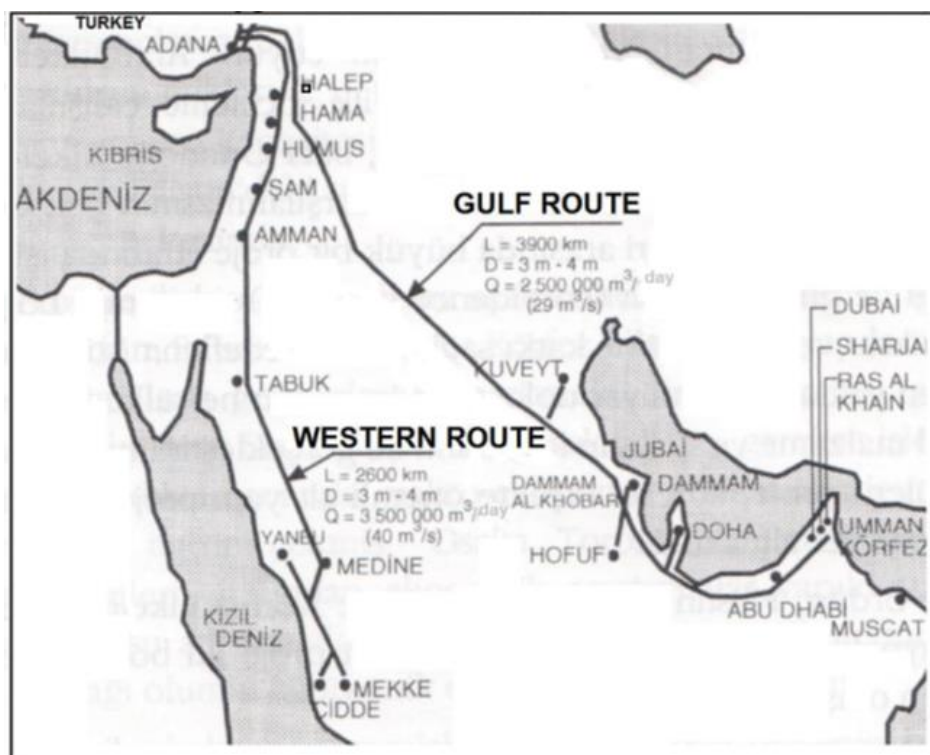 TURKEY
ADANA
HALEP
HAMA
HUMUS
KIBRIS
ŞAM
AKDENİZ
AMMAN
GULF ROUTE
L = 3900 km
D = 3 m - 4 m
Q = 2 500 000 m³/ day
(29 m³/s)
DUBAİ
SHARJA
RAS AL
KHAİN
KUVEYT
TABUK
WESTERN ROUTE
L = 2600 km
D = 3 m - 4 m
Q = 3 500 000 m³/day
(40 m³/s)
JUBAİ
DAMMAM
AL KHOBAR
DAMMAM
DOHA
UMMAN
KÖRFEZ
HOFUF
YANBU
MEDİNE
ABU DHABİ
MUSCAT
KIZIL
DENİZ
MEKKE
CİDDE